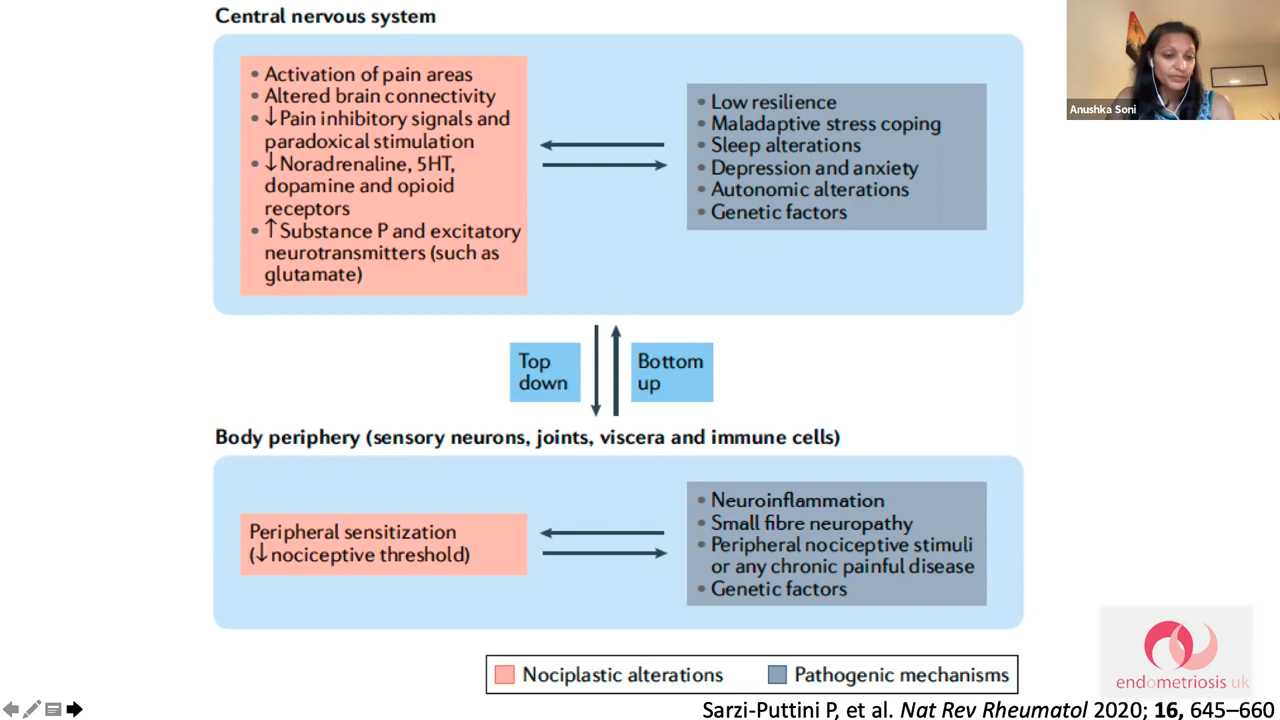 Central nervous system
• Activation of pain areas
• Altered brain connectivity
• ↓Pain inhibitory signals and
paradoxical stimulation
• ↓Noradrenaline, 5HT,
dopamine and opioid
receptors
• ↑Substance P and excitatory
neurotransmitters (such as
glutamate)
• Low resilience
• Maladaptive stress coping
• Sleep alterations
• Depression and anxiety
• Autonomic alterations
• Genetic factors
Anushka Soni
Top
down
Bottom
up
Body periphery (sensory neurons, joints, viscera and immune cells)
Peripheral sensitization
(↓nociceptive threshold)
• Neuroinflammation
• Small fibre neuropathy
• Peripheral nociceptive stimuli
or any chronic painful disease
• Genetic factors
Nociplastic alterations
Pathogenic mechanisms
endometriosis uk
Sarzi-Puttini P, et al. Nat Rev Rheumatol 2020; 16, 645–660